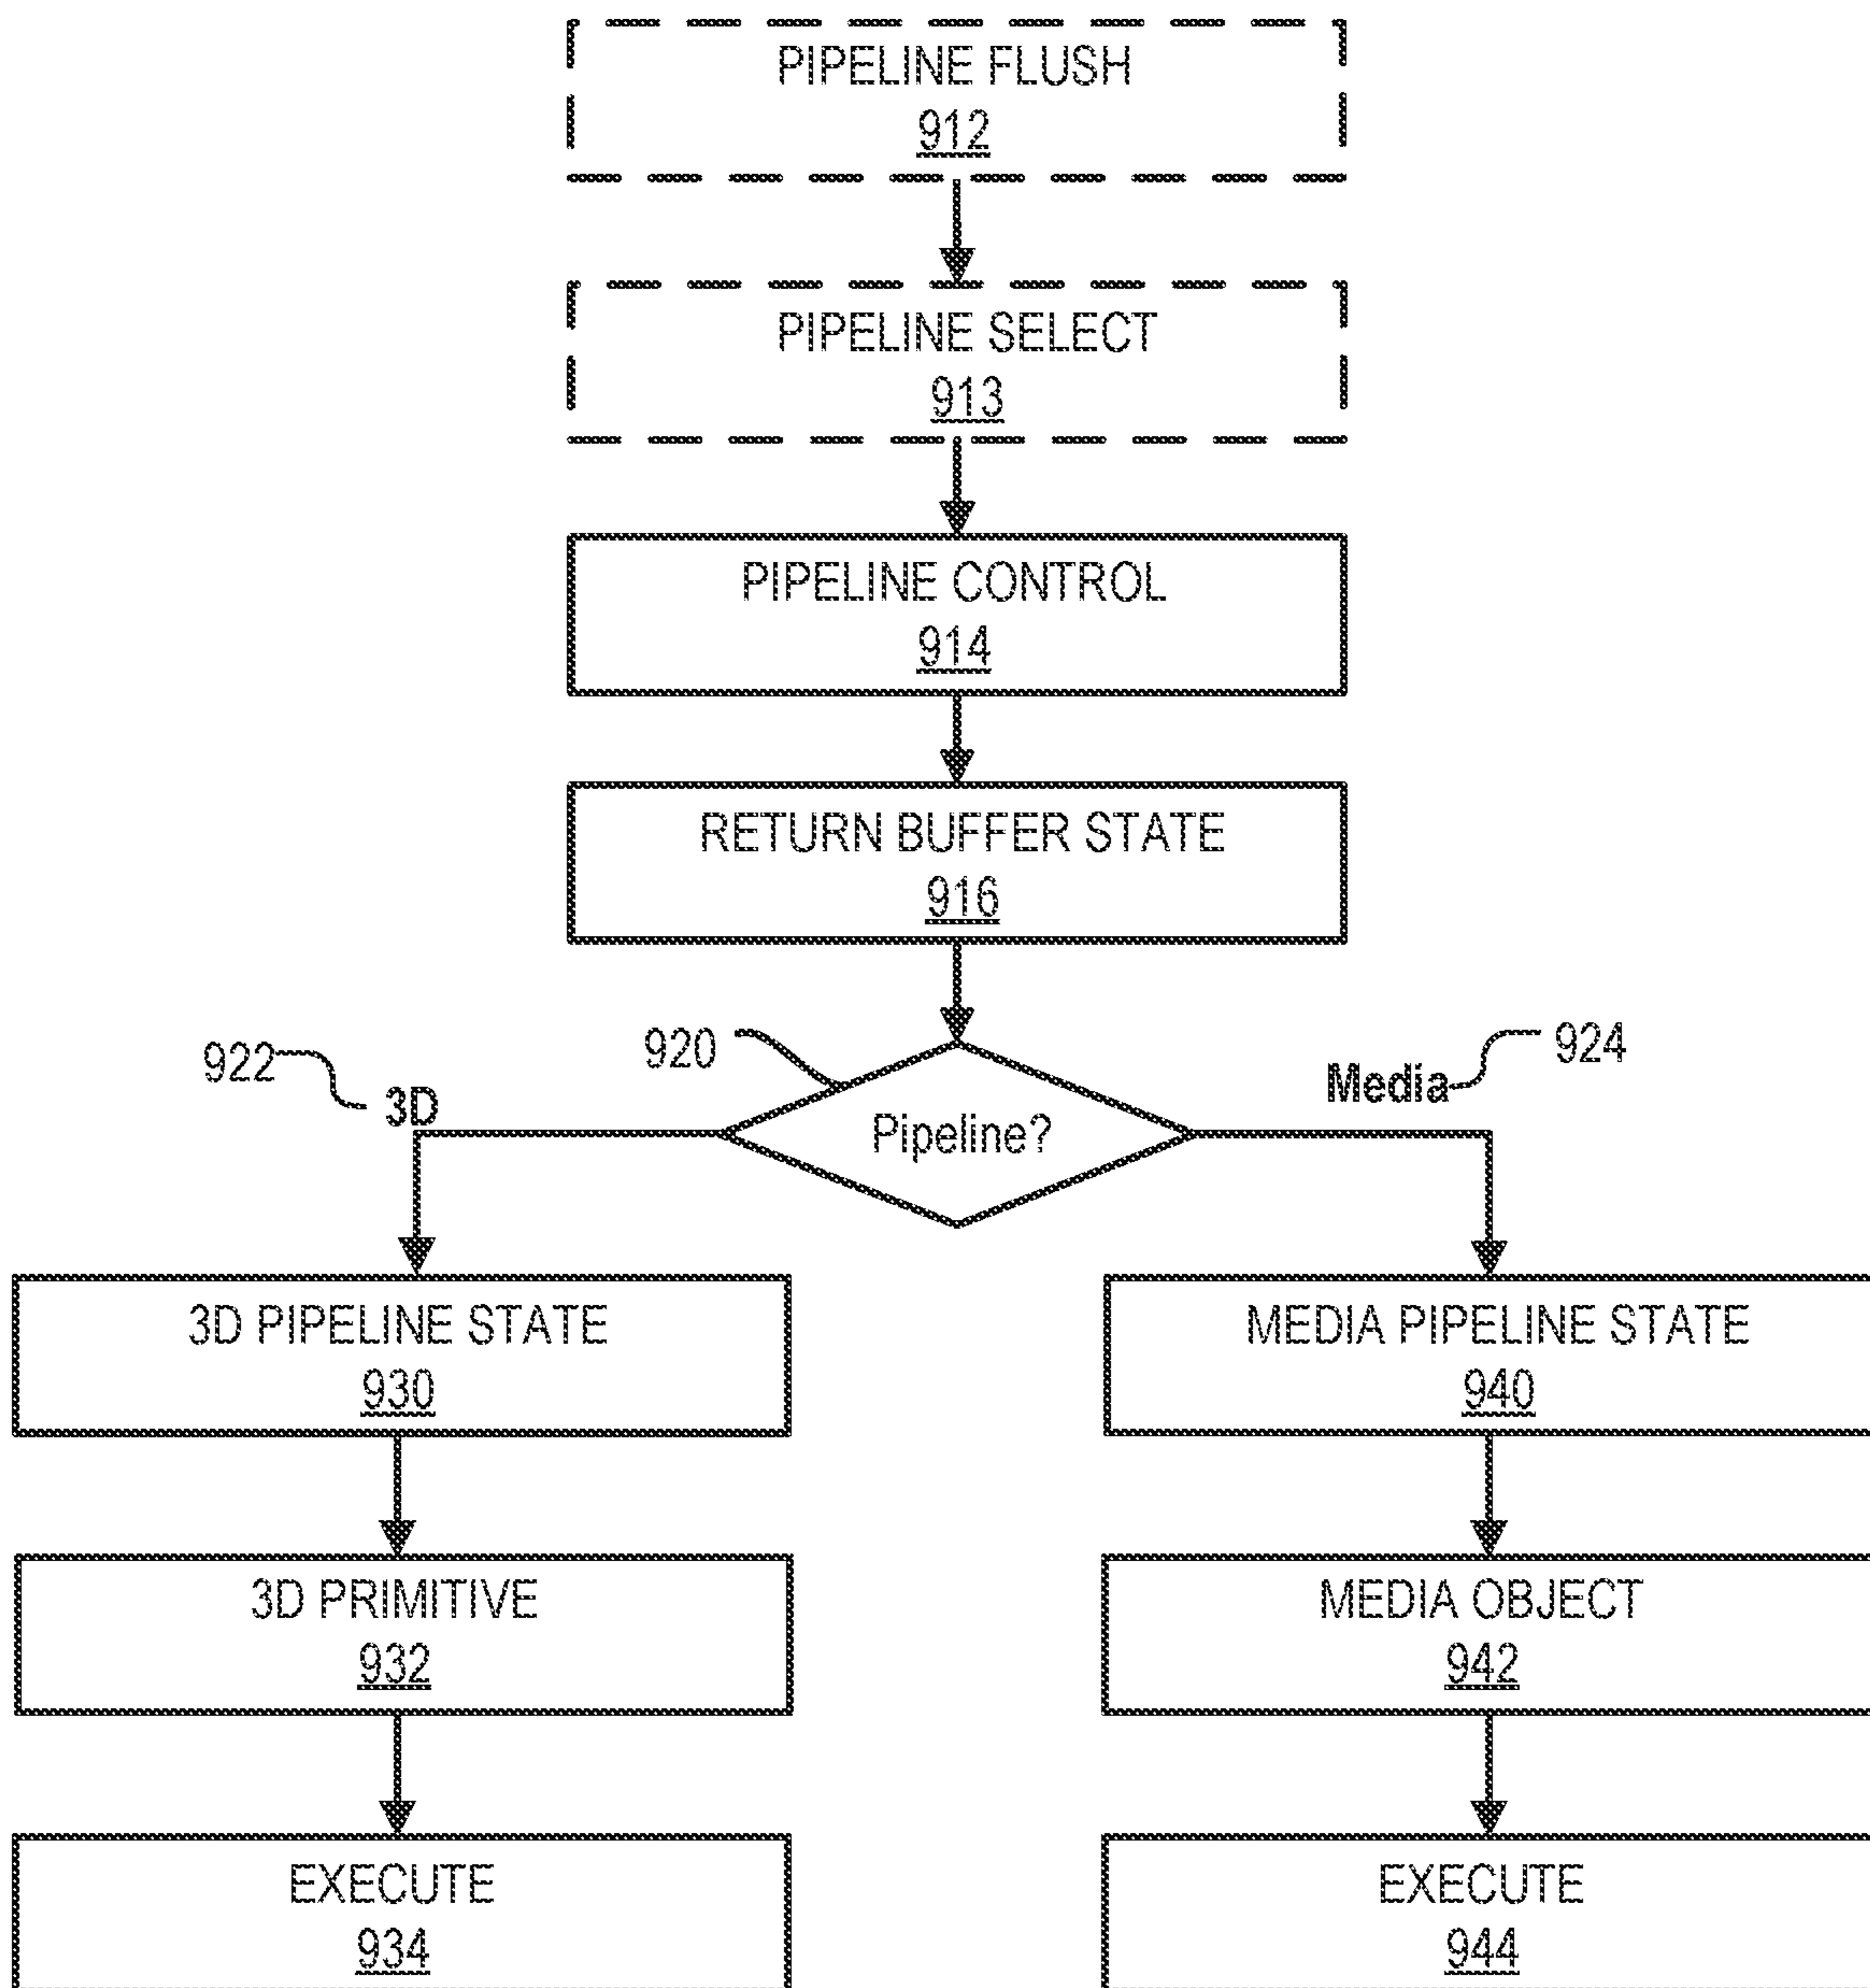 PIPELINE FLUSH
912
PIPELINE SELECT
913
PIPELINE CONTROL
914
RETURN BUFFER STATE
916
922
3D
920
Pipeline?
Media
924
3D PIPELINE STATE
930
MEDIA PIPELINE STATE
940
3D PRIMITIVE
932
MEDIA OBJECT
942
EXECUTE
934
EXECUTE
944